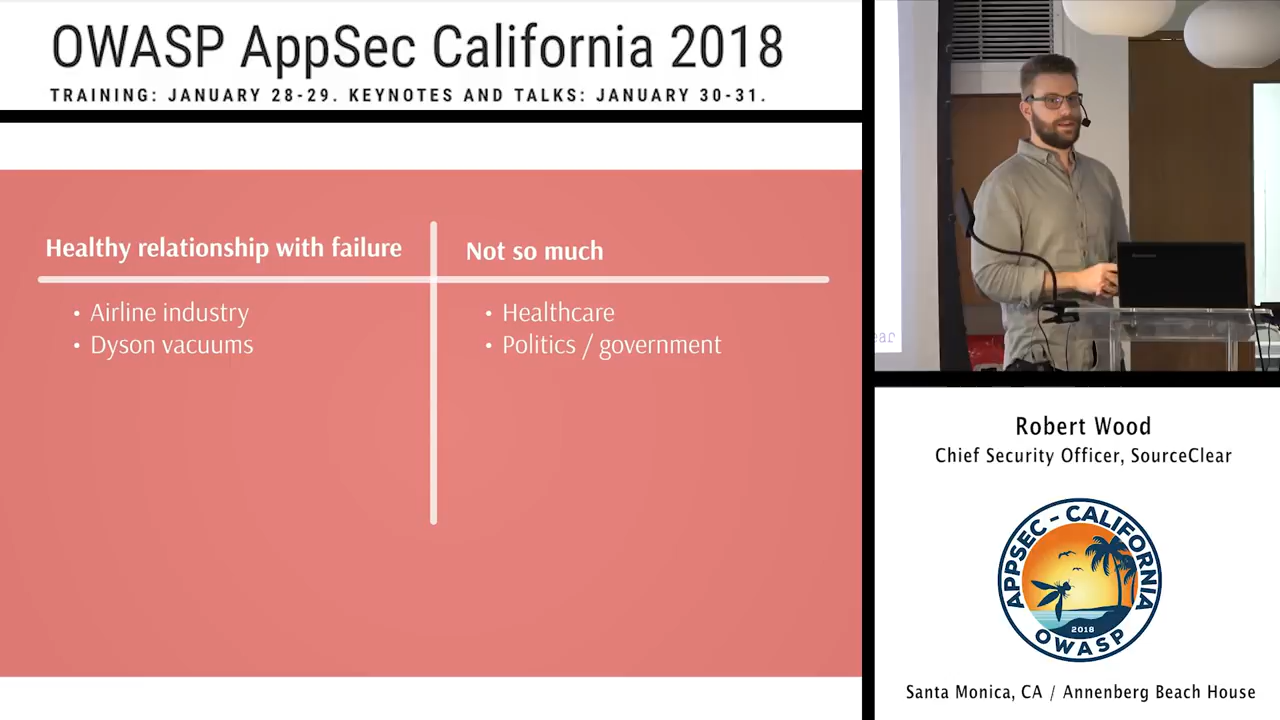 OWASP AppSec California 2018
TRAINING: JANUARY 28-29. KEYNOTES AND TALKS: JANUARY 30-31.
Healthy relationship with failure
Not so much
• Airline industry
• Dyson vacuums
• Healthcare
• Politics / government
ear
Robert Wood
Chief Security Officer, SourceClear
APPSEC - CALIFORNIA
2018
OWASP
Santa Monica, CA / Annenberg Beach House